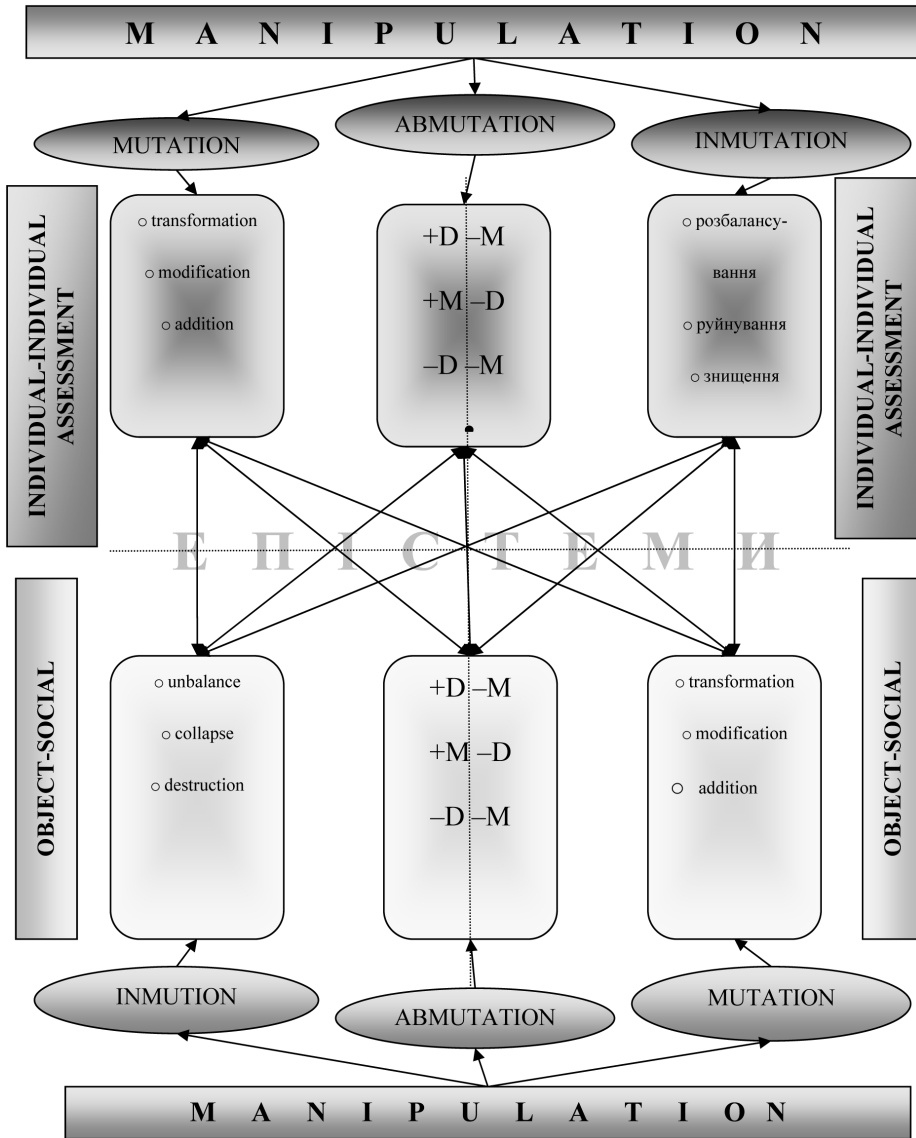 M A N I P U L A T I O N
MUTATION
ABMUTATION
INMUTATION
INDIVIDUAL-INDIVIDUAL
ASSESSMENT
○ transformation
○ modification
○ addition
+D –M
+M –D
–D –M
○ розбалансу-
вання
○ руйнування
○ знищення
INDIVIDUAL-INDIVIDUAL
ASSESSMENT
Е П І С Т Е М И
OBJECT-SOCIAL
○ unbalance
○ collapse
○ destruction
+D –M
+M –D
–D –M
○ transformation
○ modification
○ addition
OBJECT-SOCIAL
INMUTION
ABMUTATION
MUTATION
M A N I P U L A T I O N